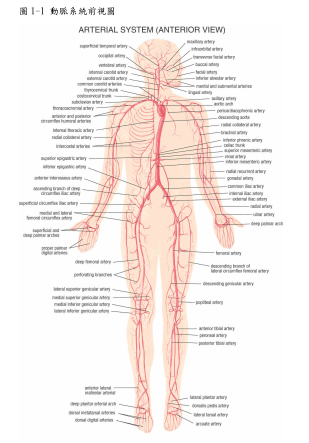 圖 1-1 動脈系統前視圖
ARTERIAL SYSTEM (ANTERIOR VIEW)
superficial temporal artery
occipital artery
vertebral artery
internal carotid artery
external carotid artery
common carotid artery
thyrocervical trunk
costocervical trunk
subclavian artery
thoracoacromial artery
anterior and posterior
circumflex humeral arteries
internal thoracic artery
radial collateral artery
intercostal arteries
superior epigastric artery
inferior epigastric artery
anterior interosseus artery
ascending branch of deep
circumflex iliac artery
superficial circumflex iliac artery
medial and lateral
femoral circumflex artery
superficial and
deep palmar arches
proper palmar
digital arteries
deep femoral artery
perforating branches
lateral superior genicular artery
medial superior genicular artery
medial inferior genicular artery
lateral inferior genicular artery
anterior lateral
malleolar arterial
deep plantar arterial arch
dorsal metatarsal arteries
dorsal digital arteries
maxillary artery
infraorbital artery
transverse facial artery
buccal artery
facial artery
inferior alveolar artery
mental and submental arteries
lingual artery
axillary artery
aortic arch
pericardiacophrenic artery
descending aorta
radial collateral artery
brachial artery
inferior phrenic artery
celiac trunk
superior mesenteric artery
renal artery
inferior mesenteric artery
radial recurrent artery
gonadal artery
common iliac artery
internal iliac artery
external iliac artery
radial artery
ulnar artery
deep palmar arch
femoral artery
descending branch of
lateral circumflex femoral artery
descending genicular artery
popliteal artery
anterior tibial artery
peroneal artery
posterior tibial artery
lateral plantar artery
dorsalis pedis artery
lateral tarsal artery
arcuate artery